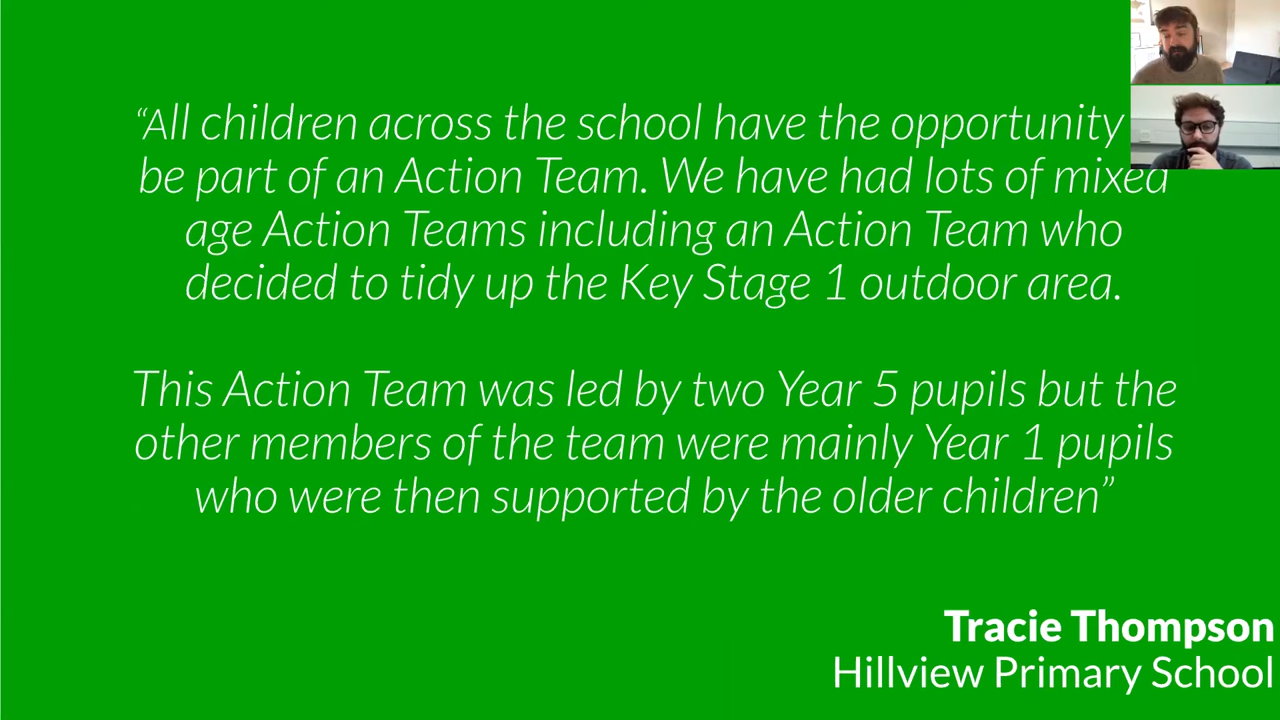 “All children across the school have the opportunity
be part of an Action Team. We have had lots of mixed
age Action Teams including an Action Team who
decided to tidy up the Key Stage 1 outdoor area.
This Action Team was led by two Year 5 pupils but the
other members of the team were mainly Year 1 pupils
who were then supported by the older children”
Tracie Thompson
Hillview Primary School